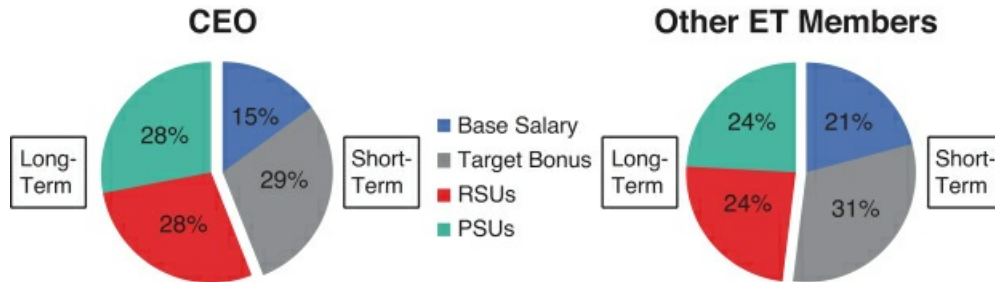 CEO
Other ET Members
28%
15%
29%
28%
Long-
Term
Short-
Term
Base Salary
Target Bonus
RSUs
PSUs
24%
21%
24%
31%
Long-
Term
Short-
Term